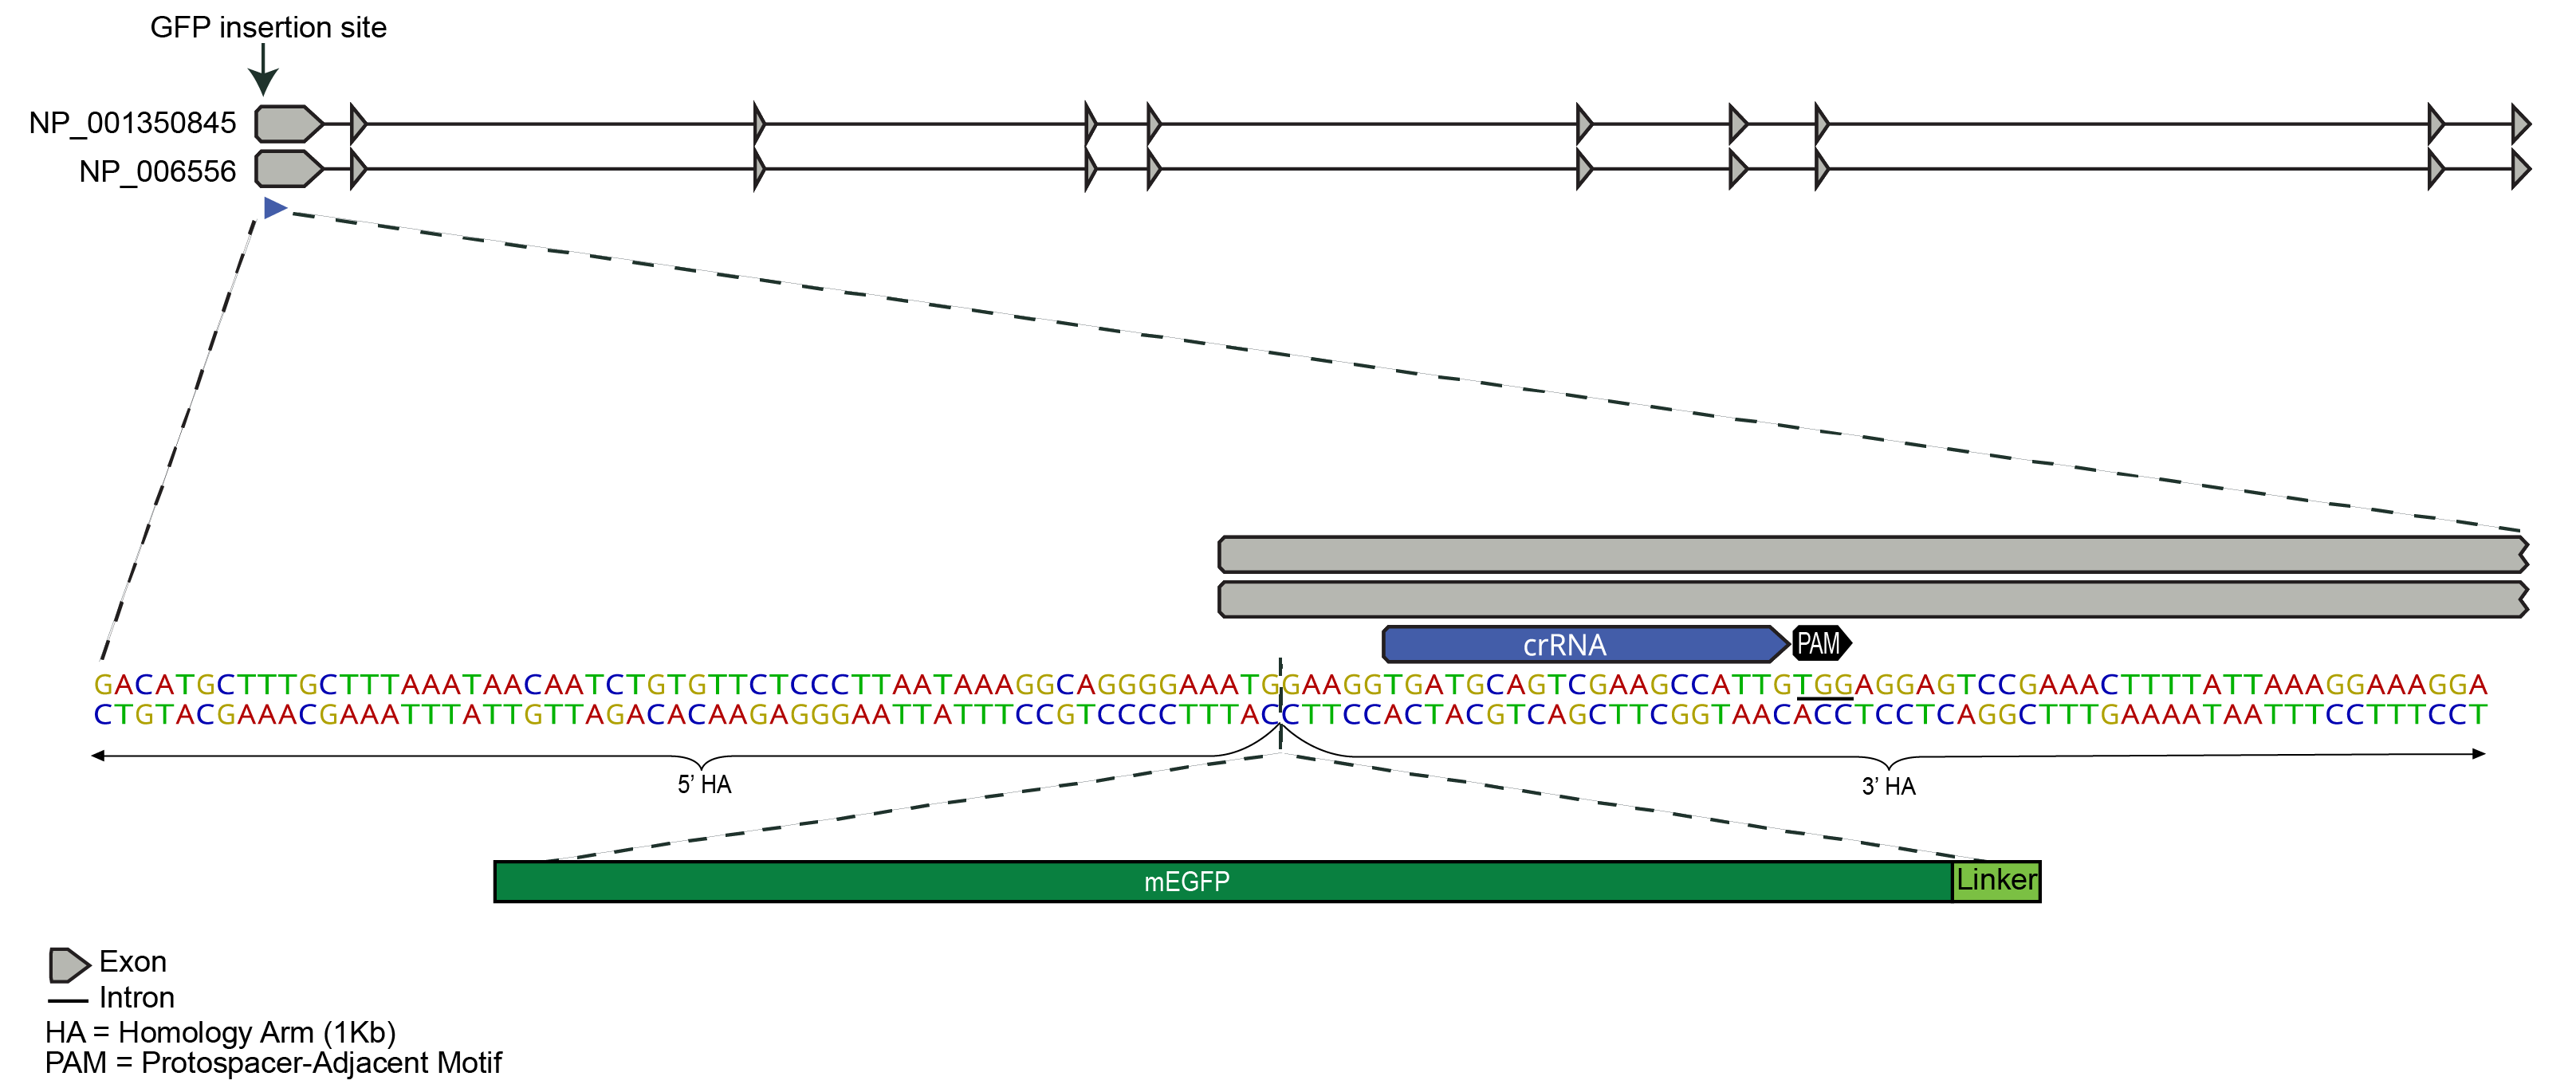 GFP insertion site
NP_001350845
NP_006556
crRNA
PAM
GACATGCTTTGCTTTAAATAACAATCTGTGTTCTCCCTTAATAAAGGCAGGGGAAATGGAAGGTGATGCAGTCGAAGCCATTGTGGAGGAGTCCGAAACTTTTATTAAAGGAAAGGA
CTGTACGAAACGAAATTTATTGTTAGACACAAGAGGGAATTATTTCCGTCCCCTTTACCTTCCACTACGTCAGCTTCGGTAACACCTCCTCAGGCTTTGAAAATAATTTCCTTTCCT
5’ HA
3’ HA
mEGFP
Linker
Exon
Intron
HA = Homology Arm (1Kb)
PAM = Protospacer-Adjacent Motif